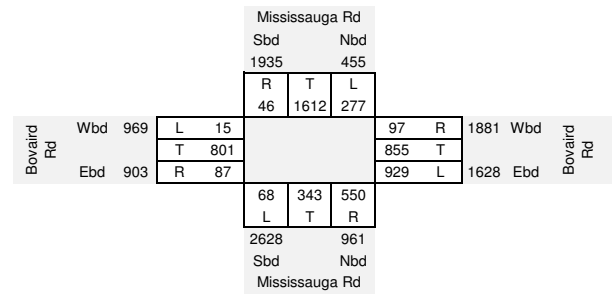 Mississauga Rd
Sbd Nbd
1935 455
R T L
46 1612 277
Bovaird Rd Wbd 969 L 15 97 R 1881 Wbd Bovaird Rd
T 801 855 T
Ebd 903 R 87 929 L 1628 Ebd
68 343 550
L T R
2628 961
Sbd Nbd
Mississauga Rd